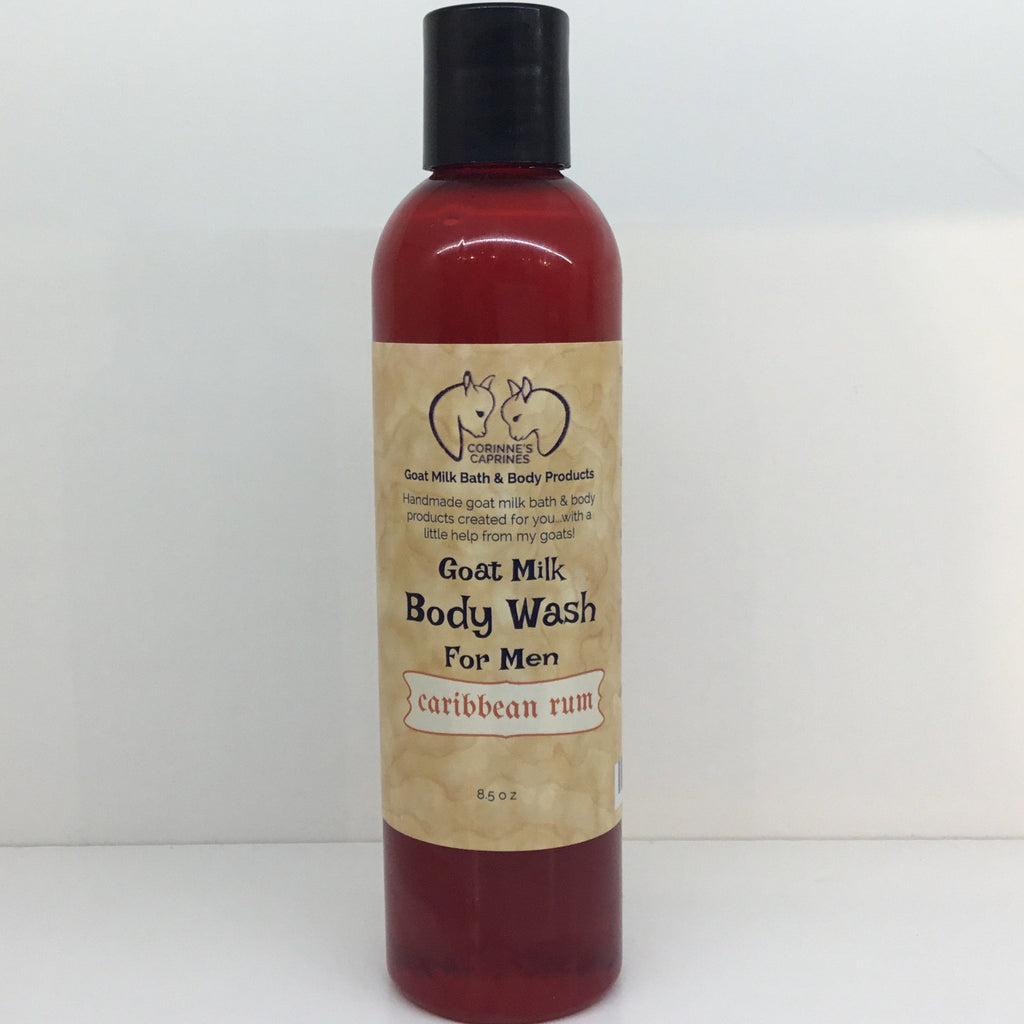 CORINNE'S
CAPRINES
Goat Milk Bath & Body Products
Handmade goat milk bath & body
products created for you...with a
little help from my goats!
Goat Milk
Body Wash
For Men
caribbean rum
8.5 oz